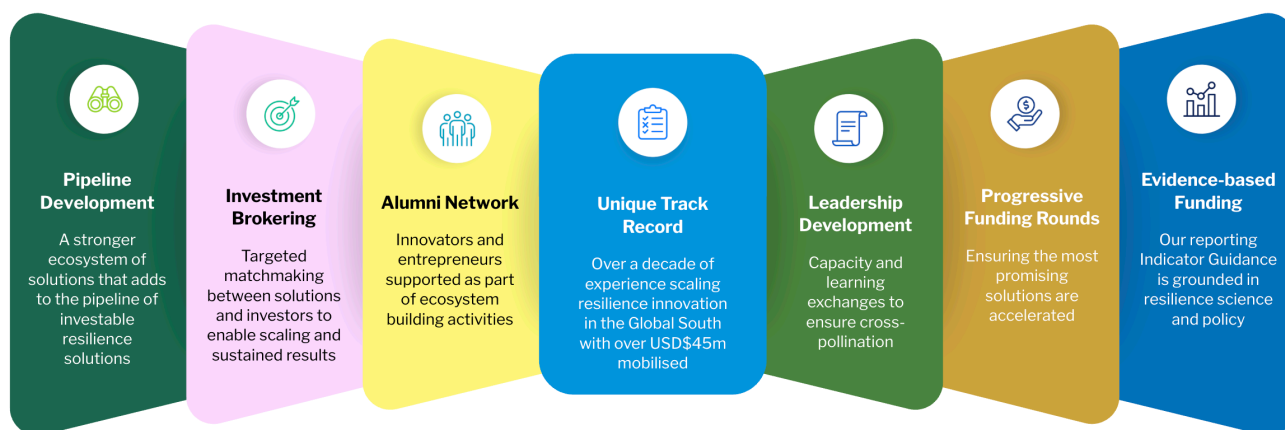 Pipeline
Development
A stronger
ecosystem of
solutions that adds
to the pipeline of
investable
resilience
solutions
Investment
Brokering
Targeted
matchmaking
between solutions
and investors to
enable scaling and
sustained results
Alumni Network
Innovators and
entrepreneurs
supported as part
of ecosystem
building activities
Unique Track
Record
Over a decade of
experience scaling
resilience innovation
in the Global South
with over USD$45m
mobilised
Leadership
Development
Capacity and
learning
exchanges to
ensure cross-
pollination
Progressive
Funding Rounds
Ensuring the most
promising
solutions are
accelerated
Evidence-based
Funding
Our reporting
Indicator Guidance
is grounded in
resilience science
and policy